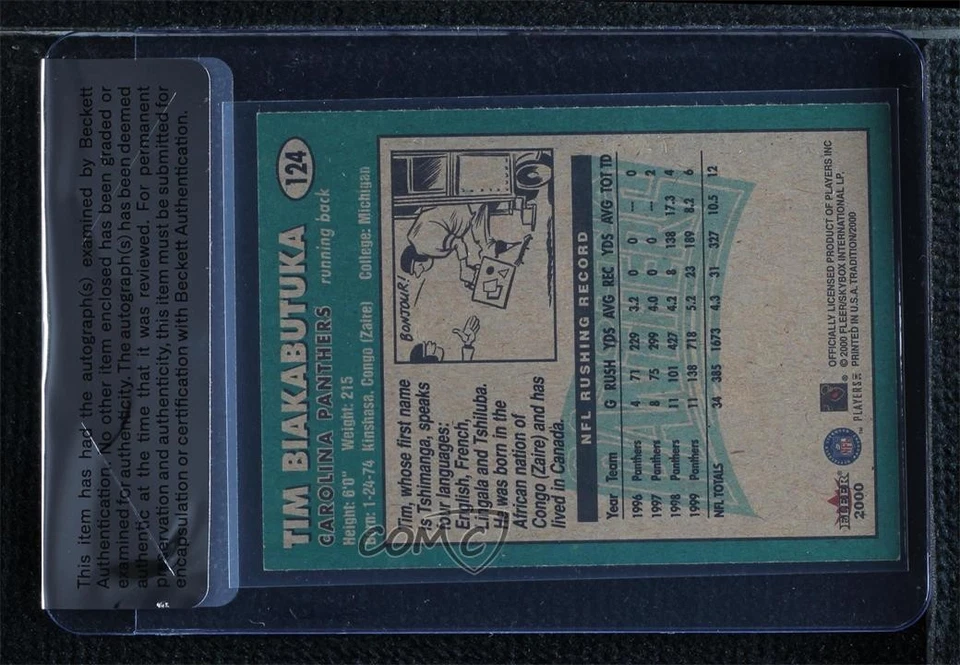 This item has had the autograph(s) examined by Beckett
Authentication. No other item enclosed has been graded or
examined for authenticity. The autograph(s) has been deemed
authentic at the time that it was reviewed. For permanent
preservation and authenticity, this item must be submitted for
encapsulation or certification with Beckett Authentication.
TIM BIAKABUTUKA 124
CAROLINA PANTHERS running back
Height: 6'0" Weight: 215
Born: 1-24-74 Kinshasa, Congo (Zaire) College: Michigan
COMC
Tim, whose first name
is Tshimanga, speaks
four languages:
English, French,
Lingala and Tshiluba.
He was born in the
African nation of
Congo Zaire) and has
lived in Canada.
BONJOUR!
NFL RUSHING RECORD
Year Team G RUSH YDS AVG REC YDS AVG TOT TD
1996 Panthers 4 71 229 3.2 0 0 --- 0
1997 Panthers 8 75 299 4.0 0 0 --- 2
1998 Panthers 11 101 427 4.2 8 138 17.3 4
1999 Panthers 11 138 718 5.2 23 189 8.2 6
NFL TOTALS 34 385 1673 4.3 31 327 10.5 12
PANTHERS
FLEER
2000
NFL
PLAYERS INC
OFFICIALLY LICENSED PRODUCT OF PLAYERS INC
© 2000 FLEER/SKYBOX INTERNATIONAL LP.
PRINTED IN U.S.A. TRADITION/2000